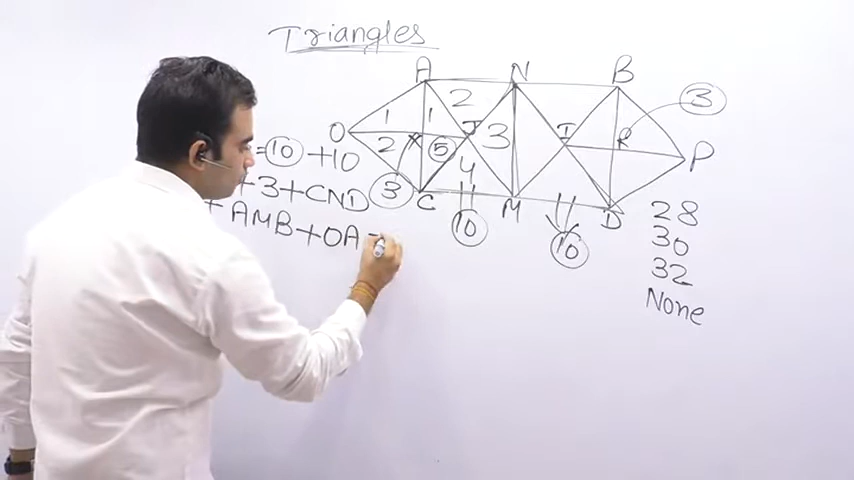 Triangles
A N B
1 1 2 3
O J 3 I R P
2 5 4
3 C M D
10 10
= 10 + 10
+ 3 + CND
+ AMB + OA
28
30
32
None